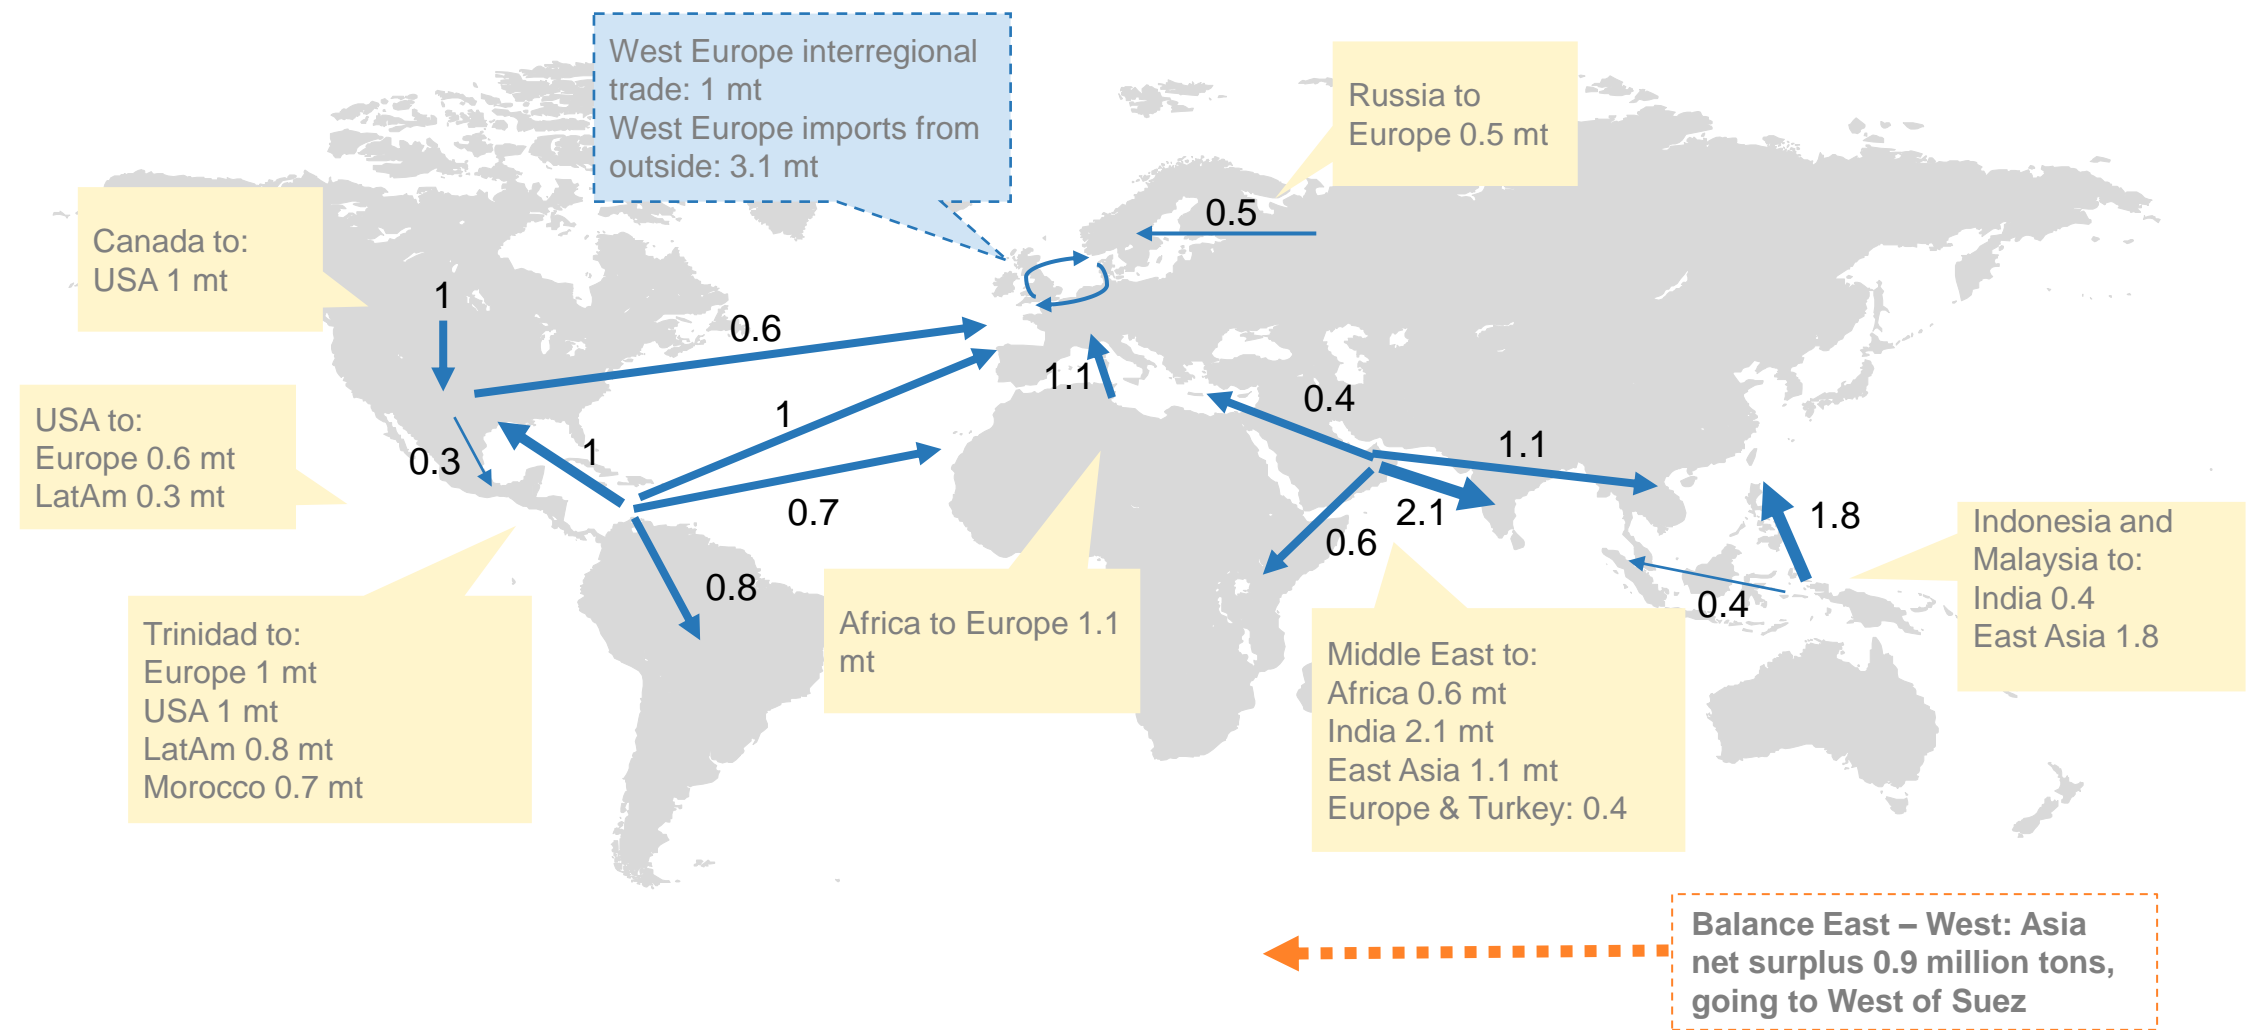 West Europe interregional
trade: 1 mt
West Europe imports from
outside: 3.1 mt
Russia to
Europe 0.5 mt
Canada to:
USA 1 mt
USA to:
Europe 0.6 mt
LatAm 0.3 mt
Trinidad to:
Europe 1 mt
USA 1 mt
LatAm 0.8 mt
Morocco 0.7 mt
Africa to Europe 1.1
mt
Middle East to:
Africa 0.6 mt
India 2.1 mt
East Asia 1.1 mt
Europe & Turkey: 0.4
Indonesia and
Malaysia to:
India 0.4
East Asia 1.8
0.5
1
0.6
1.1
0.4
1
1
0.3
1.1
0.7
2.1
1.8
0.6
0.8
0.4
Balance East – West: Asia
net surplus 0.9 million tons,
going to West of Suez